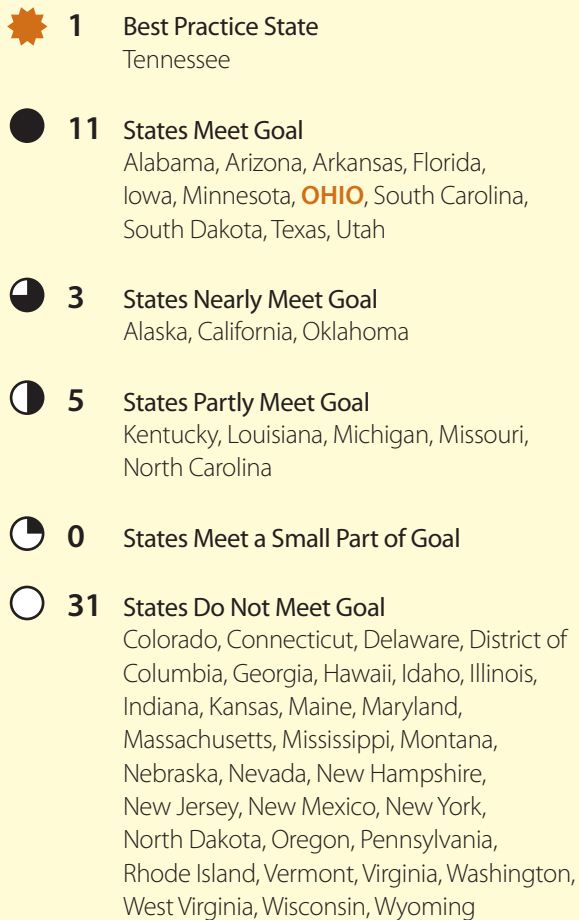 1 Best Practice State
Tennessee
11 States Meet Goal
Alabama, Arizona, Arkansas, Florida,
Iowa, Minnesota, OHIO, South Carolina,
South Dakota, Texas, Utah
3 States Nearly Meet Goal
Alaska, California, Oklahoma
5 States Partly Meet Goal
Kentucky, Louisiana, Michigan, Missouri,
North Carolina
0 States Meet a Small Part of Goal
31 States Do Not Meet Goal
Colorado, Connecticut, Delaware, District of
Columbia, Georgia, Hawaii, Idaho, Illinois,
Indiana, Kansas, Maine, Maryland,
Massachusetts, Mississippi, Montana,
Nebraska, Nevada, New Hampshire,
New Jersey, New Mexico, New York,
North Dakota, Oregon, Pennsylvania,
Rhode Island, Vermont, Virginia, Washington,
West Virginia, Wisconsin, Wyoming